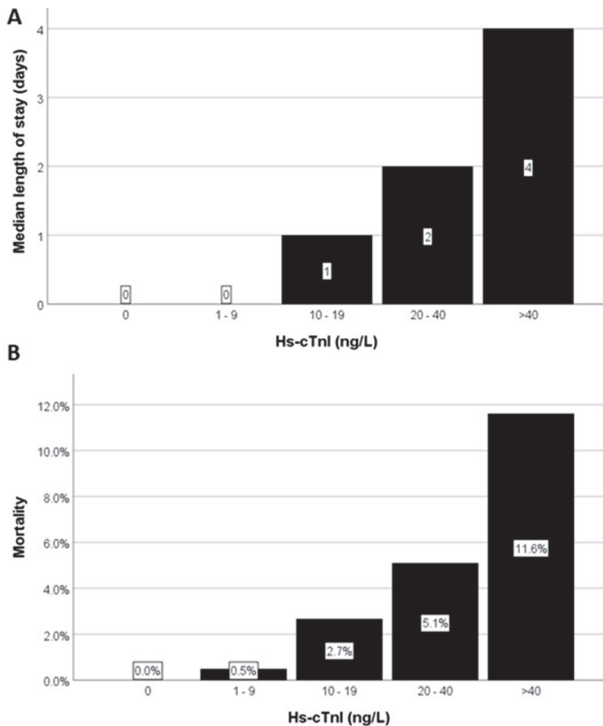 A
Median length of stay (days)
4
3
2
1
0
0
0
1
2
4
0
1 - 9
10 - 19
20 - 40
>40
Hs-cTnI (ng/L)
B
Mortality
12.0%
10.0%
8.0%
6.0%
4.0%
2.0%
0.0%
0.0%
0.5%
2.7%
5.1%
11.6%
0
1 - 9
10 - 19
20 - 40
>40
Hs-cTnI (ng/L)